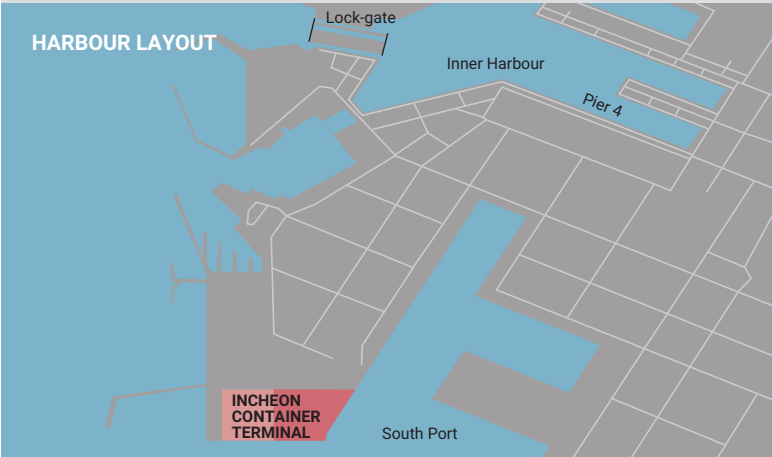 Lock-gate
HARBOUR LAYOUT
Inner Harbour
Pier 4
INCHEON
CONTAINER
TERMINAL
South Port